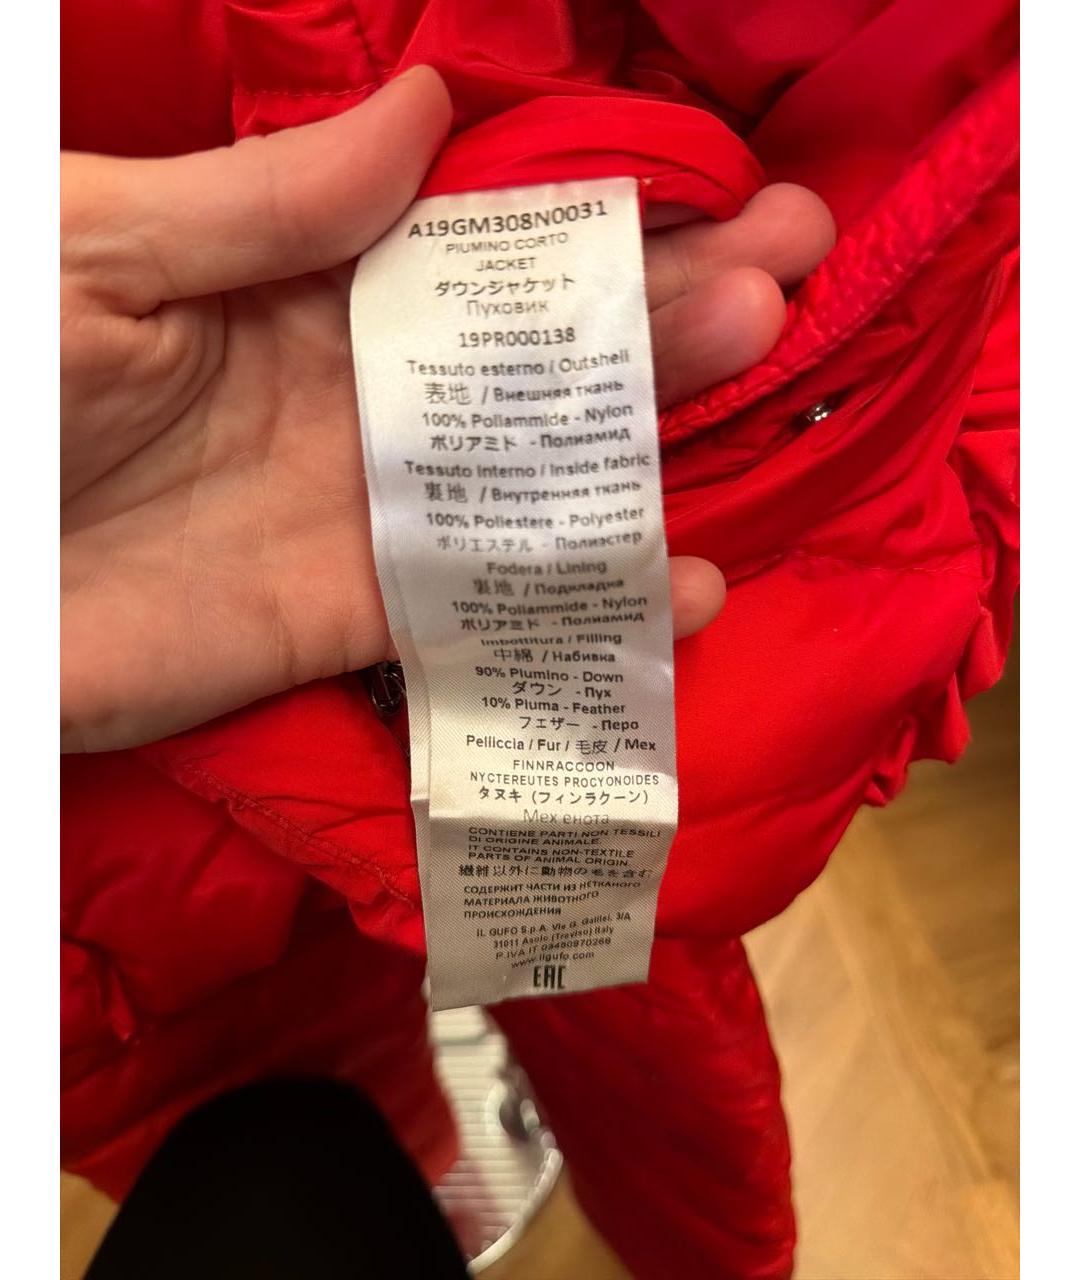 A19GM308N0031
PIUMINO CORTO
JACKET
ダウンジャケット
Пуховик
19PR000138
Tessuto esterno / Outshell
表地 / Внешняя ткань
100% Poliammide - Nylon
ポリアミド - Полиамид
Tessuto interno / Inside fabric
裏地 / Внутренняя ткань
100% Poliestere - Polyester
ポリエステル - Полиэстер
Fodera / Lining
裏地 / Подкладка
100% Poliammide - Nylon
ポリアミド - Полиамид
Imbottitura / Filling
中綿 / Набивка
90% Piumino - Down
ダウン - Пух
10% Piuma - Feather
フェザー - Перо
Pelliccia / Fur / 毛皮 / Мех
FINNRACCOON
NYCTEREUTES PROCYONOIDES
タヌキ (フィンラクーン)
Мех енота
CONTIENE PARTI NON TESSILI
DI ORIGINE ANIMALE.
IT CONTAINS NON-TEXTILE
PARTS OF ANIMAL ORIGIN.
繊維以外に動物の毛を含む
СОДЕРЖИТ ЧАСТИ ИЗ НЕТКАНОГО
МАТЕРИАЛА ЖИВОТНОГО
ПРОИСХОЖДЕНИЯ
IL GUFO S.p.A. Via G. Galilei, 3/A
31011 Asolo (Treviso) Italy
P.IVA IT 03450970266
www.ilgufo.com
EAC